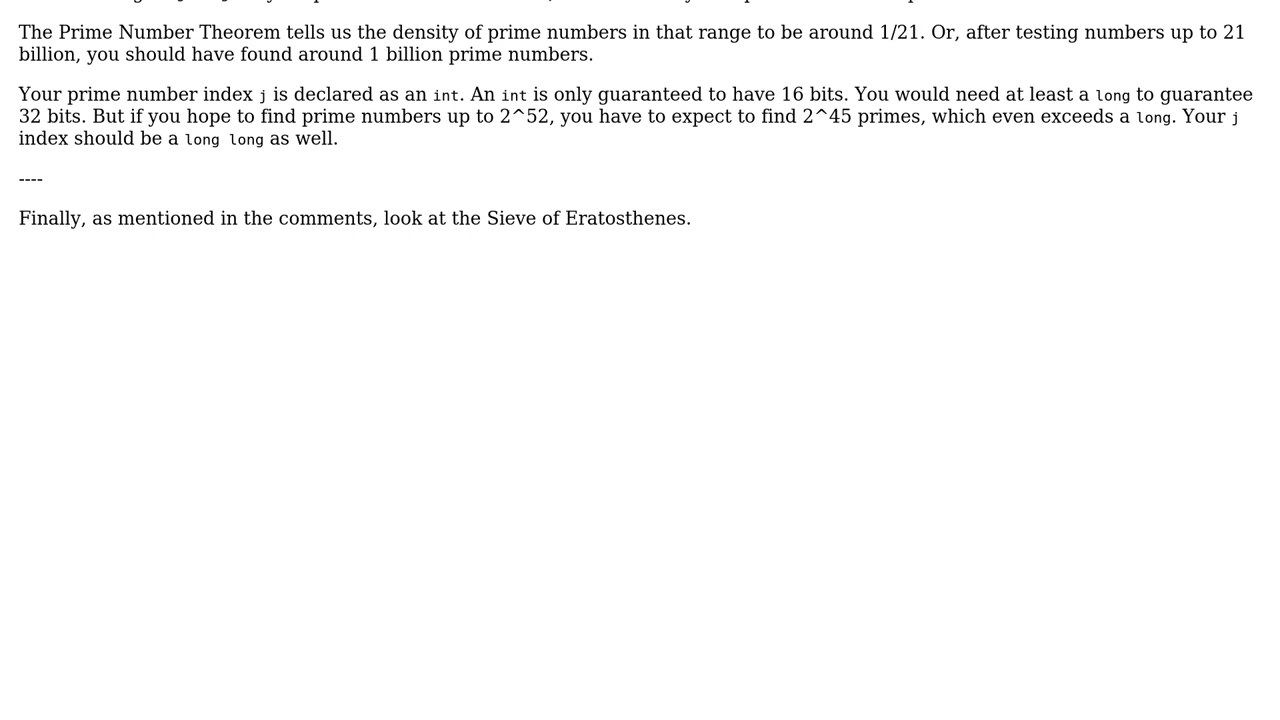 The Prime Number Theorem tells us the density of prime numbers in that range to be around 1/21. Or, after testing numbers up to 21
billion, you should have found around 1 billion prime numbers.
Your prime number index j is declared as an int. An int is only guaranteed to have 16 bits. You would need at least a long to guarantee
32 bits. But if you hope to find prime numbers up to 2^52, you have to expect to find 2^45 primes, which even exceeds a long. Your j
index should be a long long as well.
----
Finally, as mentioned in the comments, look at the Sieve of Eratosthenes.